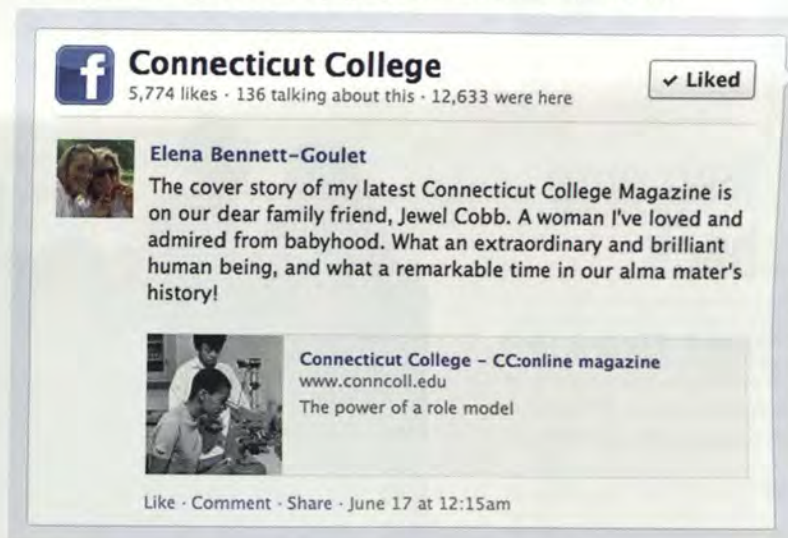 f
Connecticut College
5,774 likes · 136 talking about this · 12,633 were here
✓ Liked
Elena Bennett-Goulet
The cover story of my latest Connecticut College Magazine is
on our dear family friend, Jewel Cobb. A woman I've loved and
admired from babyhood. What an extraordinary and brilliant
human being, and what a remarkable time in our alma mater's
history!
Connecticut College – CC:online magazine
www.conncoll.edu
The power of a role model
Like · Comment · Share · June 17 at 12:15am